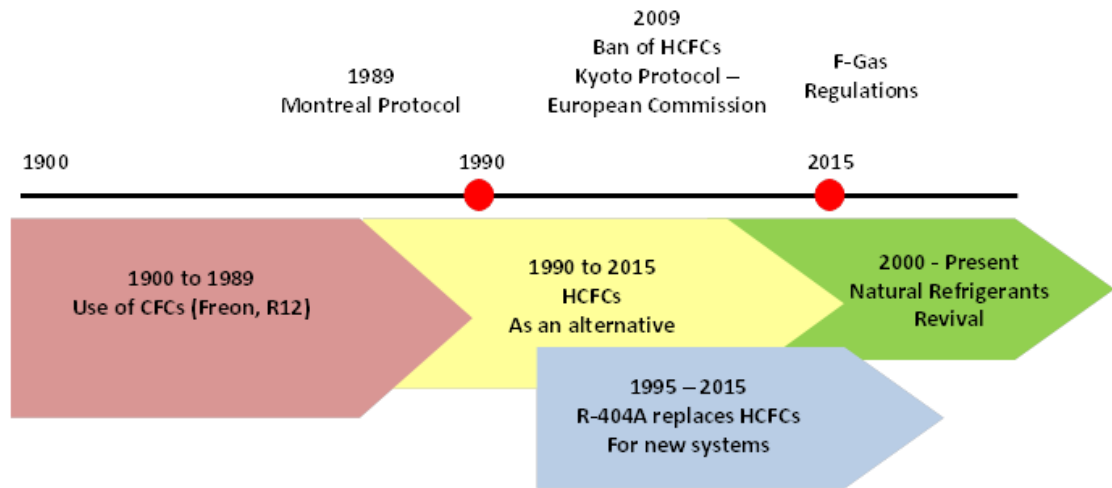 2009
Ban of HCFCs
Kyoto Protocol –
European Commission
1989
Montreal Protocol
F-Gas
Regulations
1900
1990
2015
1900 to 1989
Use of CFCs (Freon, R12)
1990 to 2015
HCFCs
As an alternative
2000 - Present
Natural Refrigerants
Revival
1995 – 2015
R-404A replaces HCFCs
For new systems